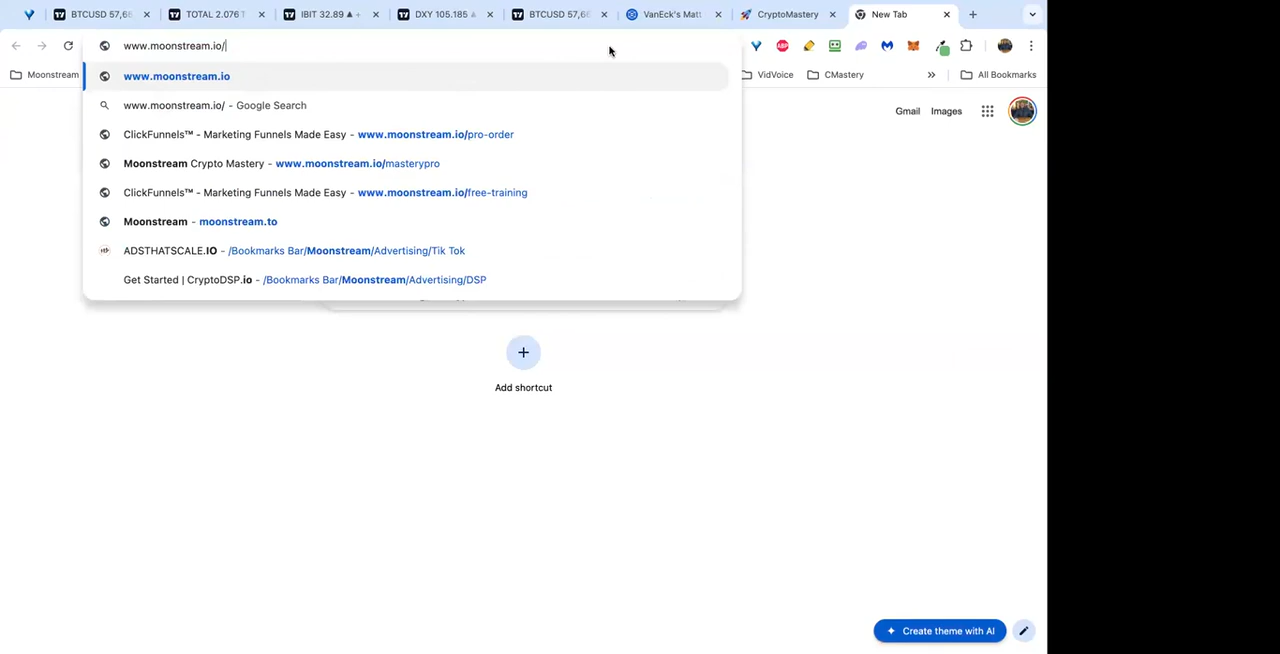 BTCUSD 57,6
TOTAL 2.076 T
IBIT 32.89 ▲ +
DXY 105.185
BTCUSD 57,6
VanEck's Matt
CryptoMastery
New Tab
www.moonstream.io/
Moonstream
VidVoice
CMastery
All Bookmarks
www.moonstream.io
www.moonstream.io/ - Google Search
ClickFunnels™ - Marketing Funnels Made Easy - www.moonstream.io/pro-order
Moonstream Crypto Mastery - www.moonstream.io/masterypro
ClickFunnels™ - Marketing Funnels Made Easy - www.moonstream.io/free-training
Moonstream - moonstream.to
ADSTHATSCALE.IO - /Bookmarks Bar/Moonstream/Advertising/Tik Tok
Get Started | CryptoDSP.io - /Bookmarks Bar/Moonstream/Advertising/DSP
Gmail Images
Add shortcut
Create theme with AI